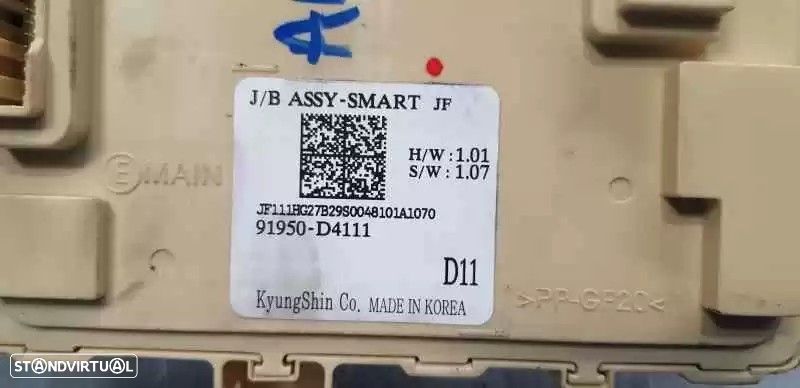 J/B ASSY-SMART JF
H/W : 1.01
S/W : 1.07
E MAIN
JF111HG27B29S0048101A1070
91950-D4111
D11
>PP-GF20<
KyungShin Co. MADE IN KOREA
STANDVIRTUAL